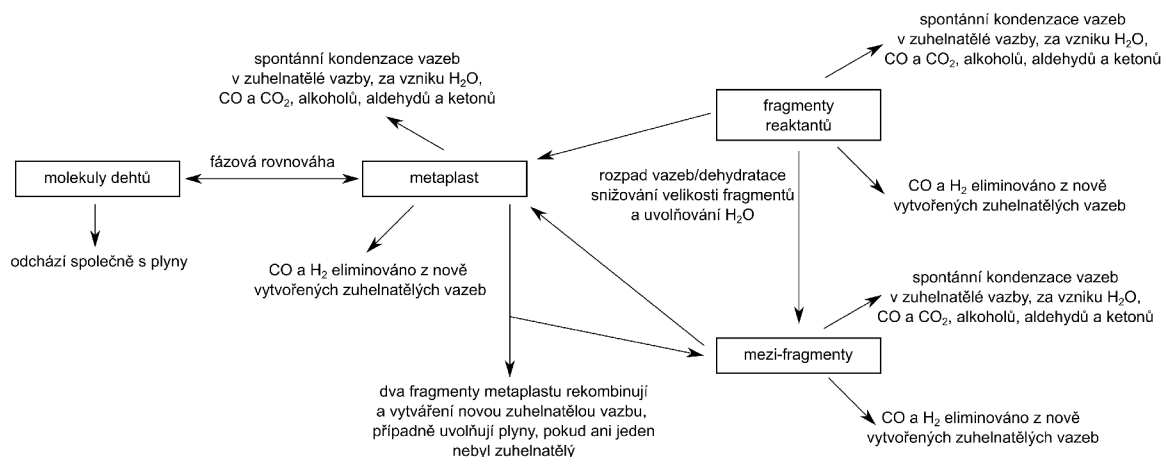 spontánní kondenzace vazeb
v zuhelnatělé vazby, za vzniku H₂O,
CO a CO₂, alkoholů, aldehydů a ketonů
spontánní kondenzace vazeb
v zuhelnatělé vazby, za vzniku H₂O,
CO a CO₂, alkoholů, aldehydů a ketonů
fragmenty
reaktantů
fázová rovnováha
molekuly dehtů
metaplast
rozpad vazeb/dehydratace
snižování velikosti fragmentů
a uvolňování H₂O
CO a H₂ eliminováno z nově
vytvořených zuhelnatělých vazeb
odchází společně s plyny
CO a H₂ eliminováno z nově
vytvořených zuhelnatělých vazeb
spontánní kondenzace vazeb
v zuhelnatělé vazby, za vzniku H₂O,
CO a CO₂, alkoholů, aldehydů a ketonů
mezi-fragmenty
dva fragmenty metaplastu rekombinují
a vytváření novou zuhelnatělou vazbu,
případně uvolňují plyny, pokud ani jeden
nebyl zuhelnatělý
CO a H₂ eliminováno z nově
vytvořených zuhelnatělých vazeb